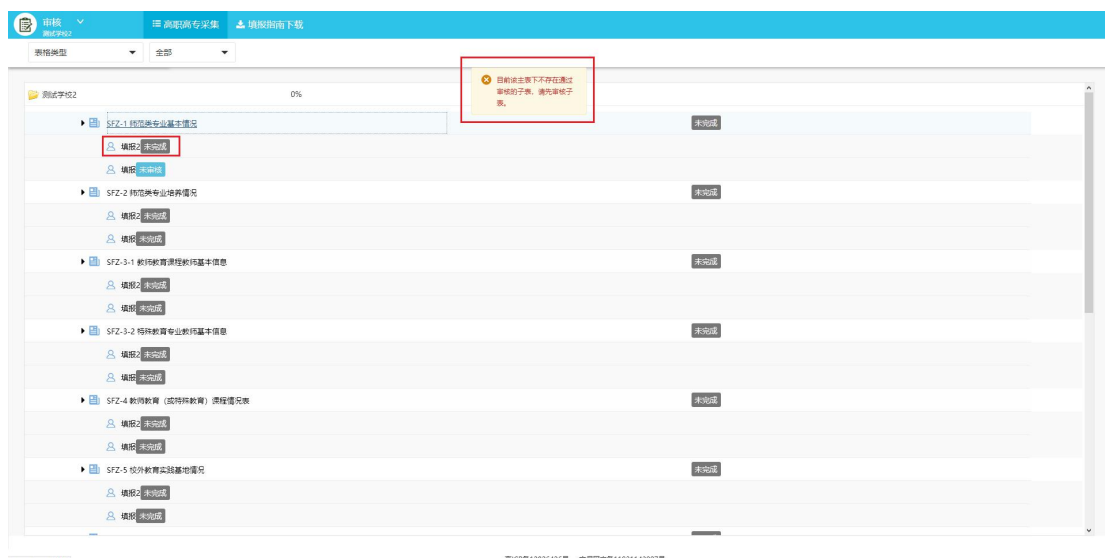 审核
测试学校2
高职高专采集
填报指南下载
表格类型
全部
目前该主表下不存在通过
审核的子表，请先审核子
表。
测试学校2
0%
SFZ-1 师范类专业基本情况
未完成
填报2 未完成
填报 未审核
SFZ-2 师范类专业培养情况
未完成
填报2 未完成
填报 未完成
SFZ-3-1 教师教育课程教师基本信息
未完成
填报2 未完成
填报 未完成
SFZ-3-2 特殊教育专业教师基本信息
未完成
填报2 未完成
填报 未完成
SFZ-4 教师教育（或特殊教育）课程情况表
未完成
填报2 未完成
填报 未完成
SFZ-5 校外教育实践基地情况
未完成
填报2 未完成
填报 未完成